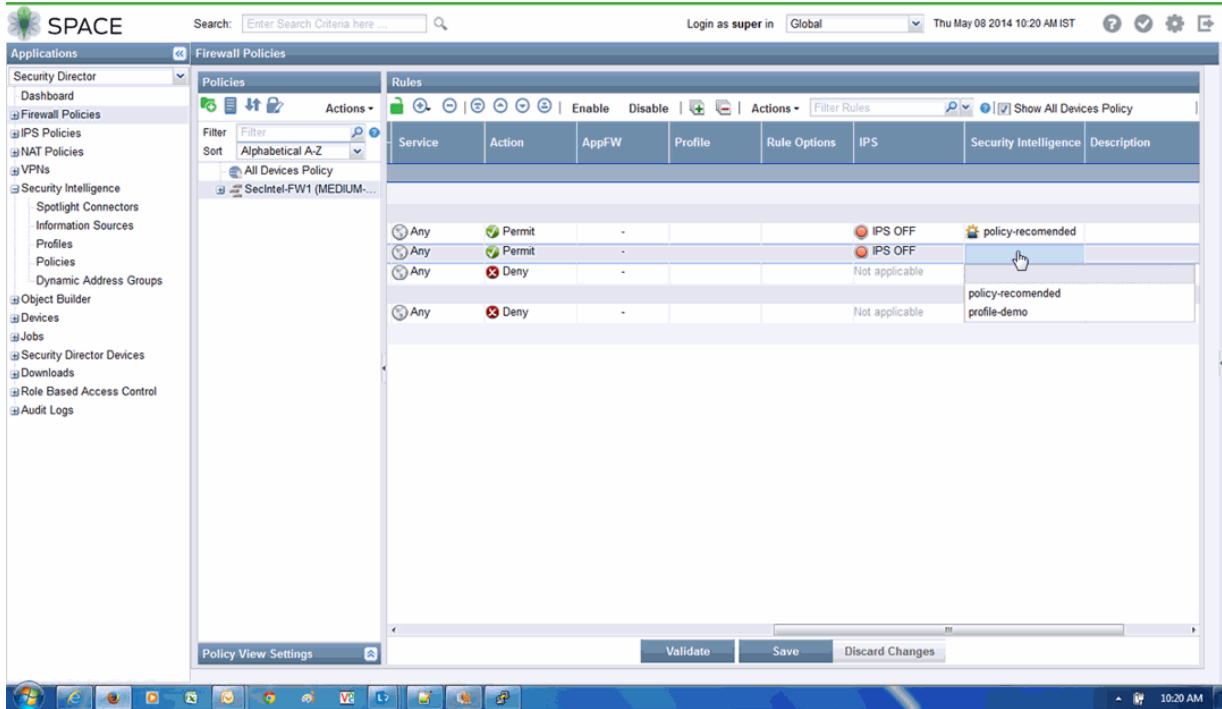 SPACE
Search: Enter Search Criteria here ... Login as super in Global Thu May 08 2014 10:20 AM IST
Applications
Security Director
Dashboard
Firewall Policies
IPS Policies
NAT Policies
VPNs
Security Intelligence
Spotlight Connectors
Information Sources
Profiles
Policies
Dynamic Address Groups
Object Builder
Devices
Jobs
Security Director Devices
Downloads
Role Based Access Control
Audit Logs
Firewall Policies
Policies
Actions
Filter Filter
Sort Alphabetical A-Z
All Devices Policy
SecIntel-FW1 (MEDIUM-...
Policy View Settings
Rules
Enable Disable Actions Filter Rules Show All Devices Policy
Service Action AppFW Profile Rule Options IPS Security Intelligence Description
Any Permit - IPS OFF policy-recomended
Any Permit - IPS OFF
Any Deny - Not applicable
policy-recomended
Any Deny - Not applicable profile-demo
Validate Save Discard Changes
10:20 AM